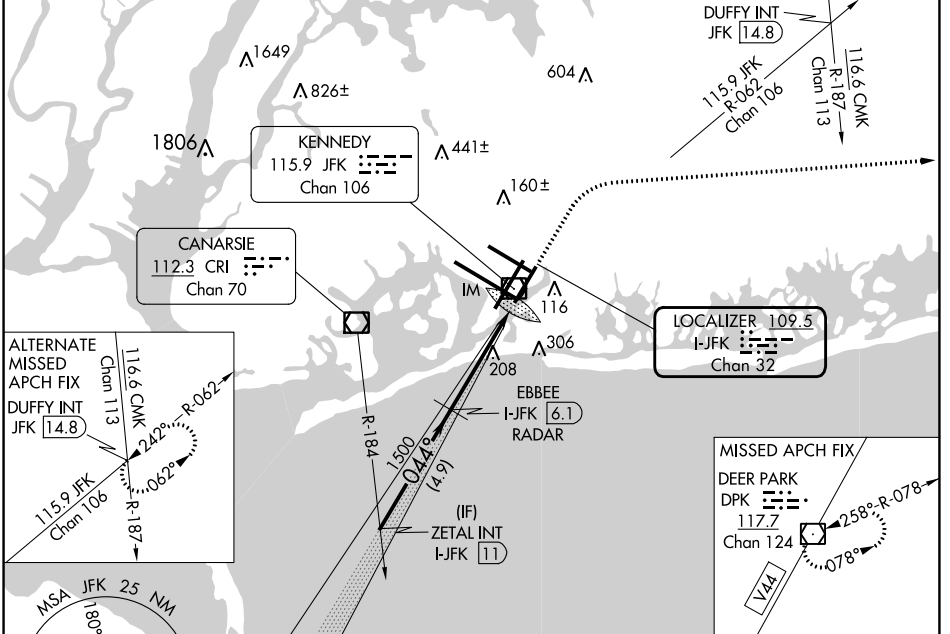 DUFFY INT
JFK 14.8
116.6 CMK
R-187
Chan 113
115.9 JFK
R-062
Chan 106
1649
826±
604
1806
441±
160±
KENNEDY
115.9 JFK
Chan 106
CANARSIE
112.3 CRI
Chan 70
IM
116
LOCALIZER 109.5
I-JFK
Chan 32
208
306
EBBEE
I-JFK 6.1
RADAR
R-184
1500
044°
(4.9)
(IF)
ZETAL INT
I-JFK 11
ALTERNATE
MISSED
APCH FIX
DUFFY INT
JFK 14.8
116.6 CMK
Chan 113
242°
R-062
062°
115.9 JFK
Chan 106
R-187
MISSED APCH FIX
DEER PARK
DPK
117.7
Chan 124
258°
R-078
078°
V44
MSA JFK 25 NM
180°